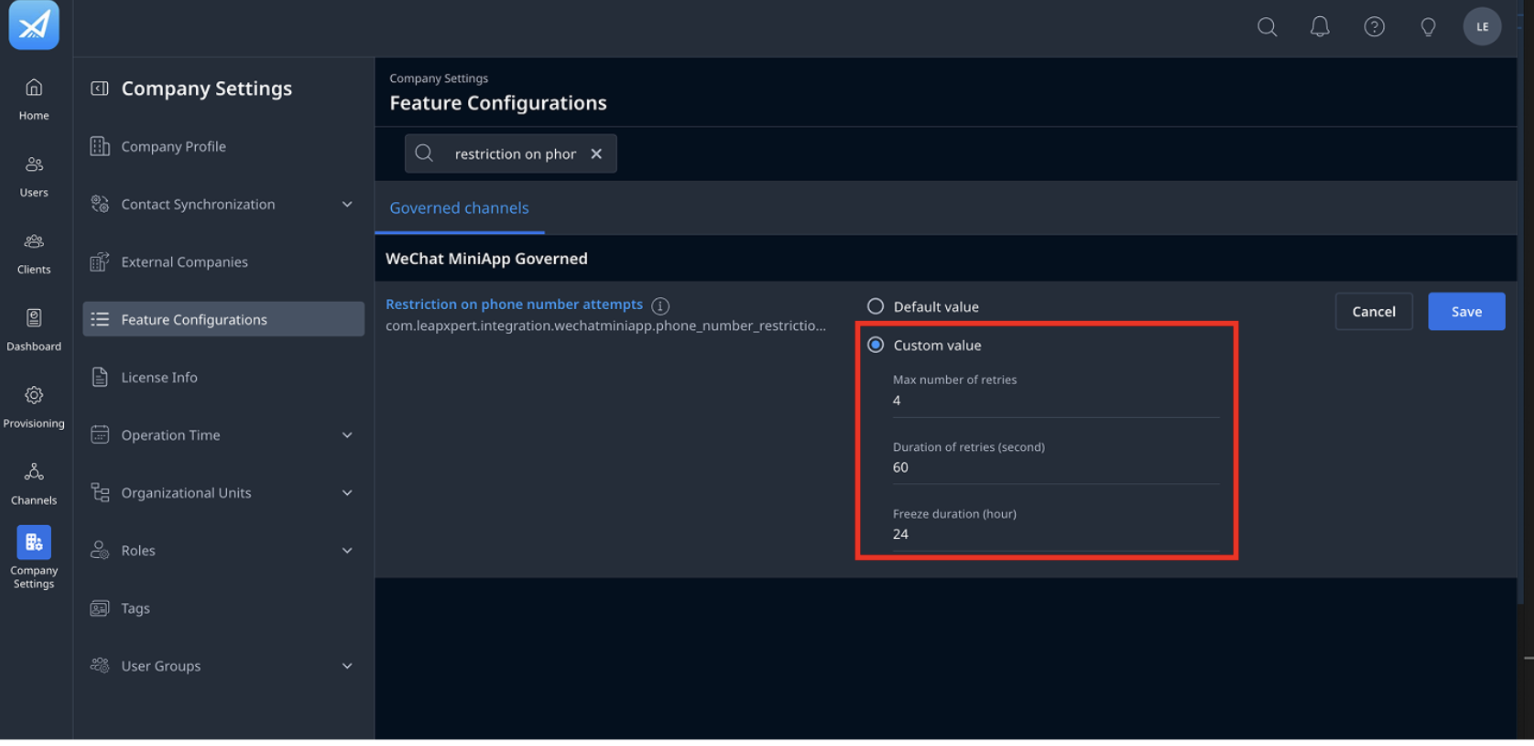 LE
Home
Users
Clients
Dashboard
Provisioning
Channels
Company
Settings
Company Settings
Company Profile
Contact Synchronization
External Companies
Feature Configurations
License Info
Operation Time
Organizational Units
Roles
Tags
User Groups
Company Settings
Feature Configurations
restriction on phor
Governed channels
WeChat MiniApp Governed
Restriction on phone number attempts
com.leapxpert.integration.wechatminiapp.phone_number_restrictio...
Default value
Custom value
Max number of retries
4
Duration of retries (second)
60
Freeze duration (hour)
24
Cancel
Save